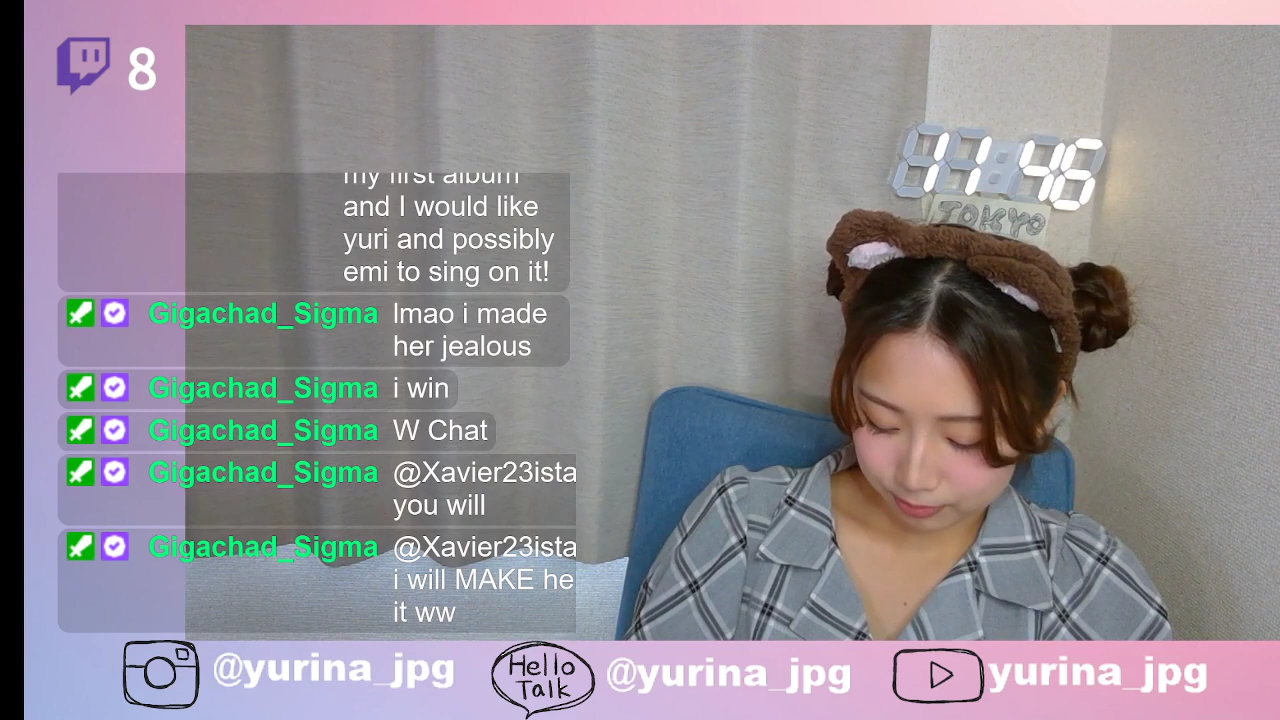 8
11:46
TOKYO
my first album
and I would like
yuri and possibly
emi to sing on it!
Gigachad_Sigma lmao i made
her jealous
Gigachad_Sigma i win
Gigachad_Sigma W Chat
Gigachad_Sigma @Xavier23ista
you will
Gigachad_Sigma @Xavier23ista
i will MAKE he
it ww
@yurina_jpg
Hello
Talk
@yurina_jpg
yurina_jpg